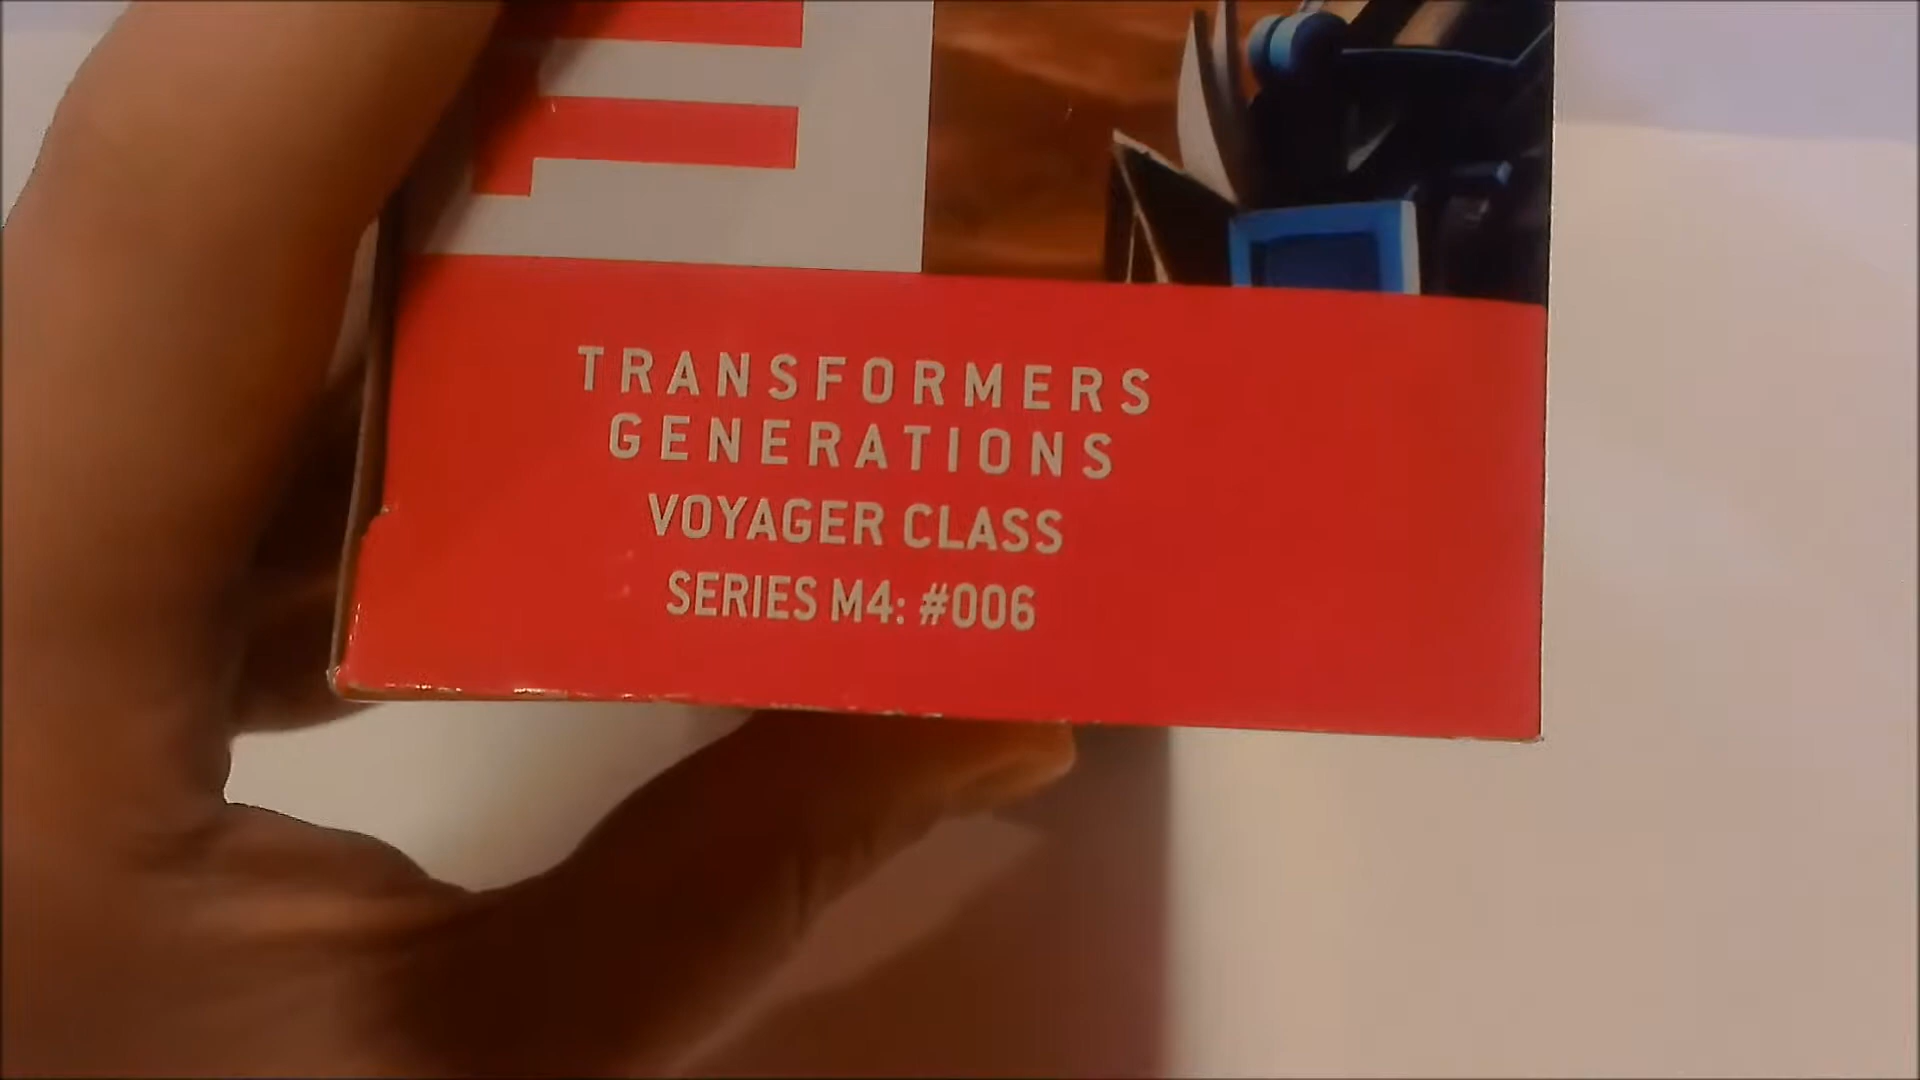 TRANSFORMERS
GENERATIONS
VOYAGER CLASS
SERIES M4: #006